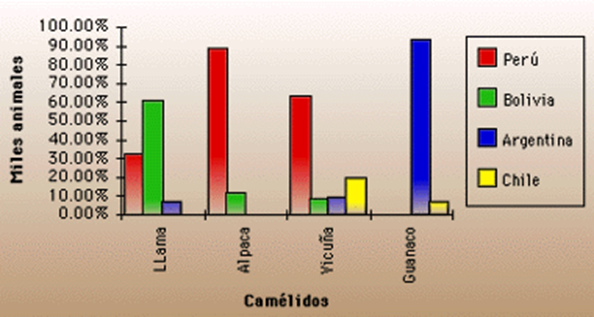 100.00%
90.00%
80.00%
70.00%
60.00%
50.00%
40.00%
30.00%
20.00%
10.00%
0.00%
Miles animales
LLama
Alpaca
Vicuña
Guanaco
Camélidos
Perú
Bolivia
Argentina
Chile